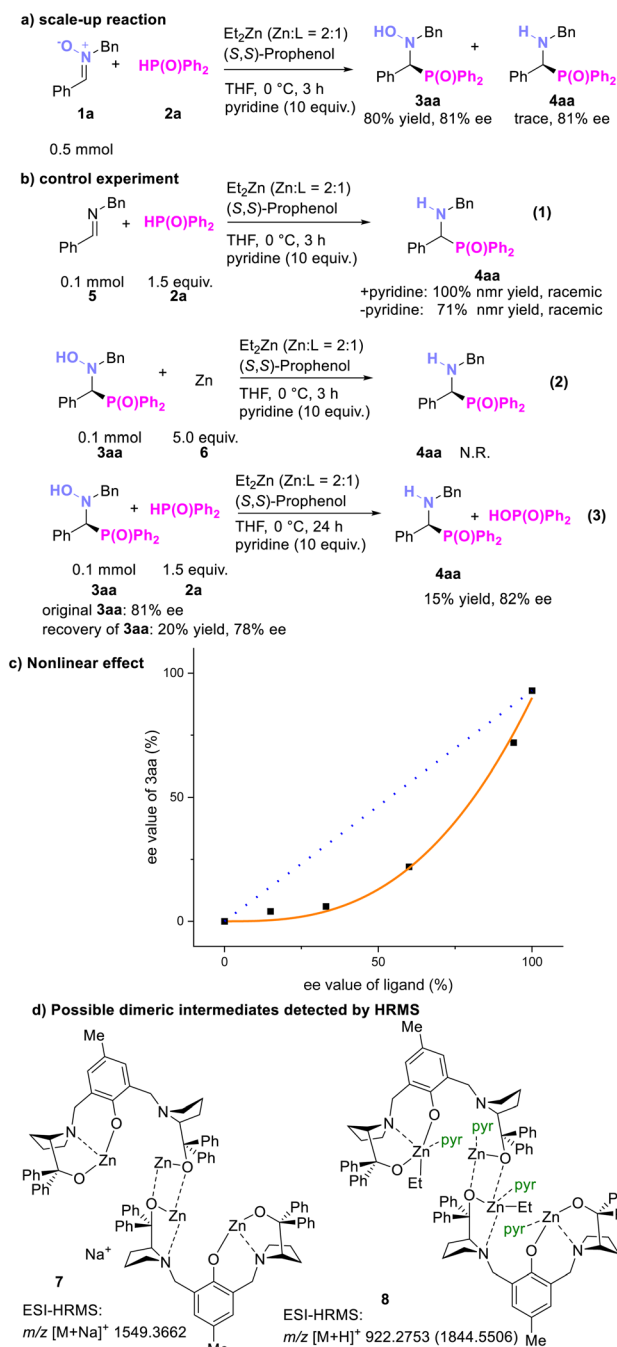 a) scale-up reaction
-O
N+
Bn
Ph
1a
+
HP(O)Ph2
2a
0.5 mmol
Et2Zn (Zn:L = 2:1)
(S,S)-Prophenol
THF, 0 °C, 3 h
pyridine (10 equiv.)
HO
N
Bn
Ph
P(O)Ph2
3aa
80% yield, 81% ee
+
H
N
Bn
Ph
P(O)Ph2
4aa
trace, 81% ee
b) control experiment
Bn
N
Ph
0.1 mmol
5
+
HP(O)Ph2
1.5 equiv.
2a
Et2Zn (Zn:L = 2:1)
(S,S)-Prophenol
THF, 0 °C, 3 h
pyridine (10 equiv.)
H
N
Bn
Ph
P(O)Ph2
4aa
(1)
+pyridine: 100% nmr yield, racemic
-pyridine: 71% nmr yield, racemic
HO
N
Bn
Ph
P(O)Ph2
0.1 mmol
3aa
+
Zn
5.0 equiv.
6
Et2Zn (Zn:L = 2:1)
(S,S)-Prophenol
THF, 0 °C, 3 h
pyridine (10 equiv.)
H
N
Bn
Ph
P(O)Ph2
4aa N.R.
(2)
HO
N
Bn
Ph
P(O)Ph2
0.1 mmol
3aa
+
HP(O)Ph2
1.5 equiv.
2a
original 3aa: 81% ee
recovery of 3aa: 20% yield, 78% ee
Et2Zn (Zn:L = 2:1)
(S,S)-Prophenol
THF, 0 °C, 24 h
pyridine (10 equiv.)
H
N
Bn
Ph
P(O)Ph2
4aa
15% yield, 82% ee
+
HOP(O)Ph2
(3)
c) Nonlinear effect
100
50
0
ee value of 3aa (%)
0
50
100
ee value of ligand (%)
d) Possible dimeric intermediates detected by HRMS
Me
N
O
N
Zn
O
Ph
Ph
Ph
Ph
Zn
O
O
Zn
Ph
Ph
N
Na+
Zn
O
Ph
Ph
O
N
Me
7
ESI-HRMS:
m/z [M+Na]+ 1549.3662
Me
N
O
N
pyr
Zn
O
Et
Ph
Ph
pyr
Zn
O
Ph
Ph
O
Zn
Et
pyr
Ph
Ph
N
pyr
Zn
O
Ph
Ph
O
N
Me
8
ESI-HRMS:
m/z [M+H]+ 922.2753 (1844.5506)